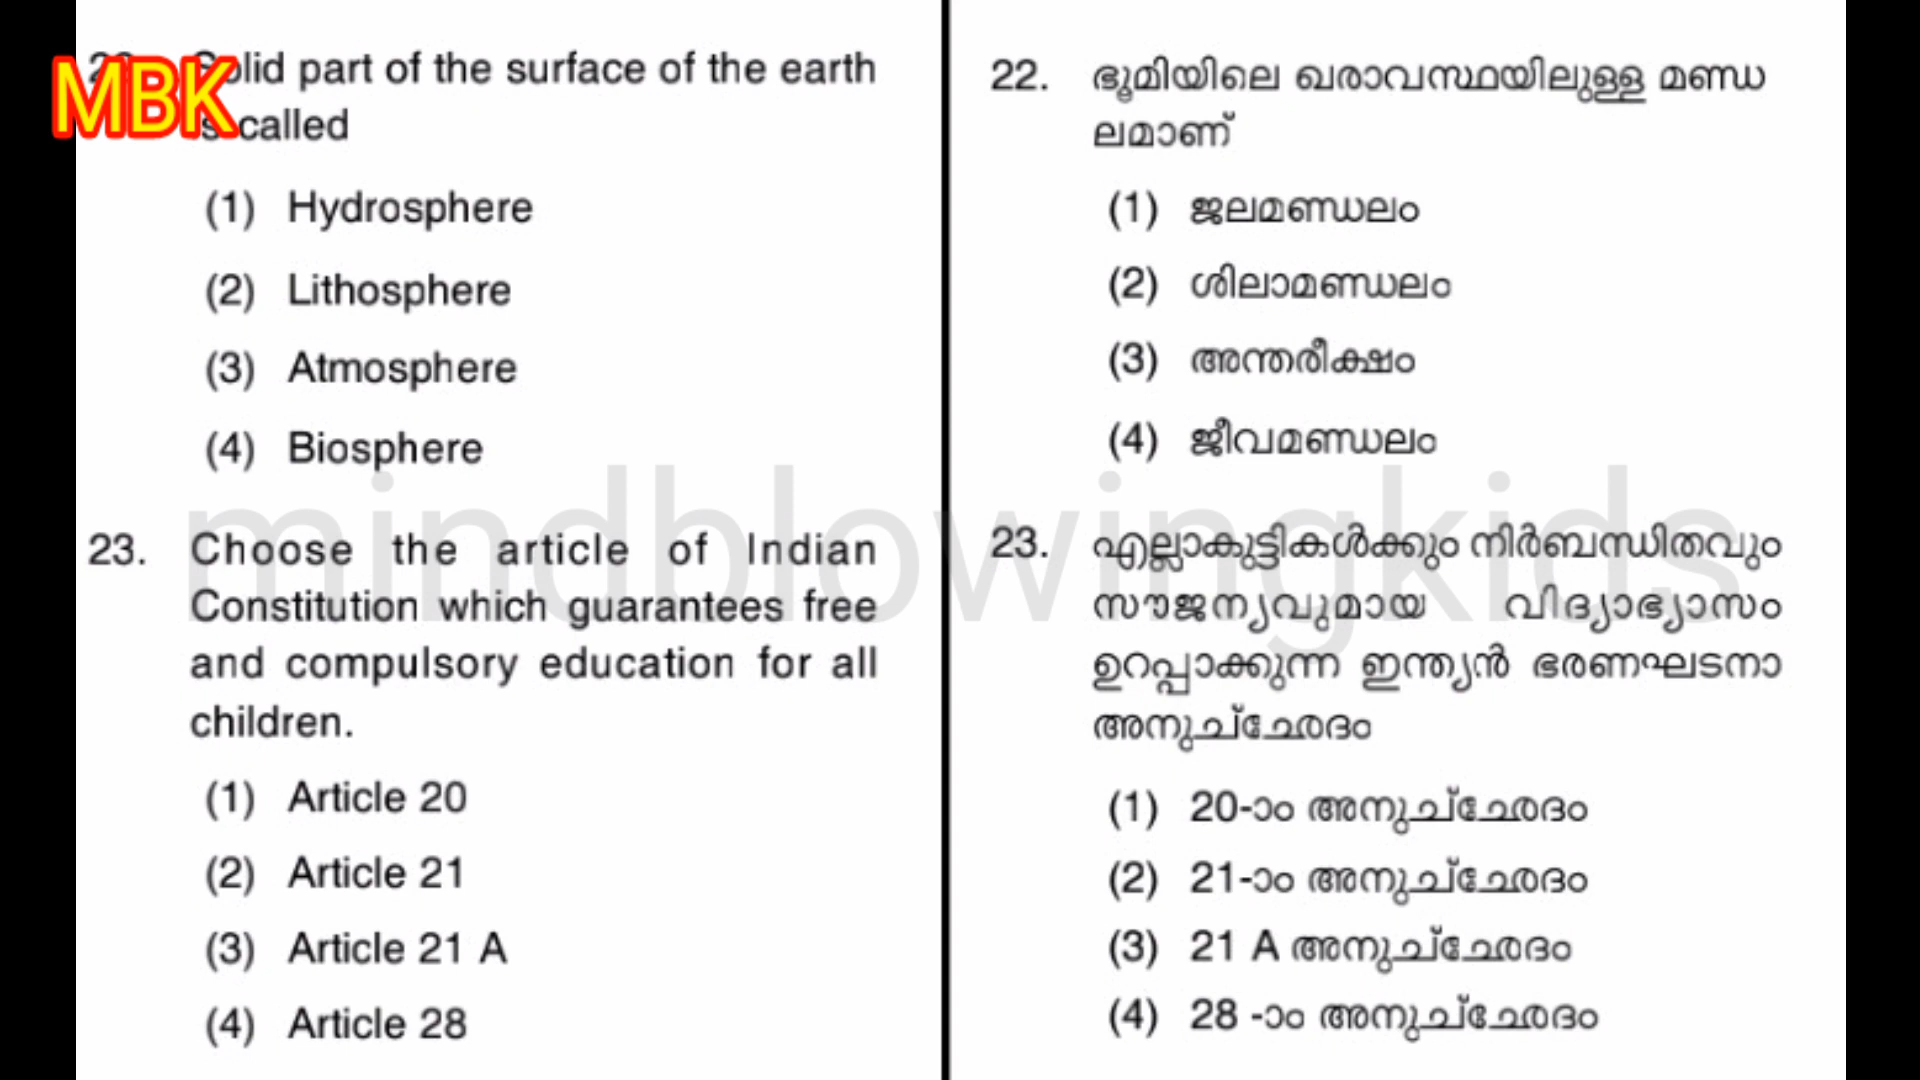 MBK
22. Solid part of the surface of the earth
is called
(1) Hydrosphere
(2) Lithosphere
(3) Atmosphere
(4) Biosphere
23. Choose the article of Indian
Constitution which guarantees free
and compulsory education for all
children.
(1) Article 20
(2) Article 21
(3) Article 21 A
(4) Article 28
22. ഭൂമിയിലെ ഖരാവസ്ഥയിലുള്ള മണ്ഡ
ലമാണ്
(1) ജലമണ്ഡലം
(2) ശിലാമണ്ഡലം
(3) അന്തരീക്ഷം
(4) ജീവമണ്ഡലം
23. എല്ലാകുട്ടികൾക്കും നിർബന്ധിതവും
സൗജന്യവുമായ വിദ്യാഭ്യാസം
ഉറപ്പാക്കുന്ന ഇന്ത്യൻ ഭരണഘടനാ
അനുച്ഛേദം
(1) 20-ാം അനുച്ഛേദം
(2) 21-ാം അനുച്ഛേദം
(3) 21 A അനുച്ഛേദം
(4) 28 -ാം അനുച്ഛേദം
mindblowingkids